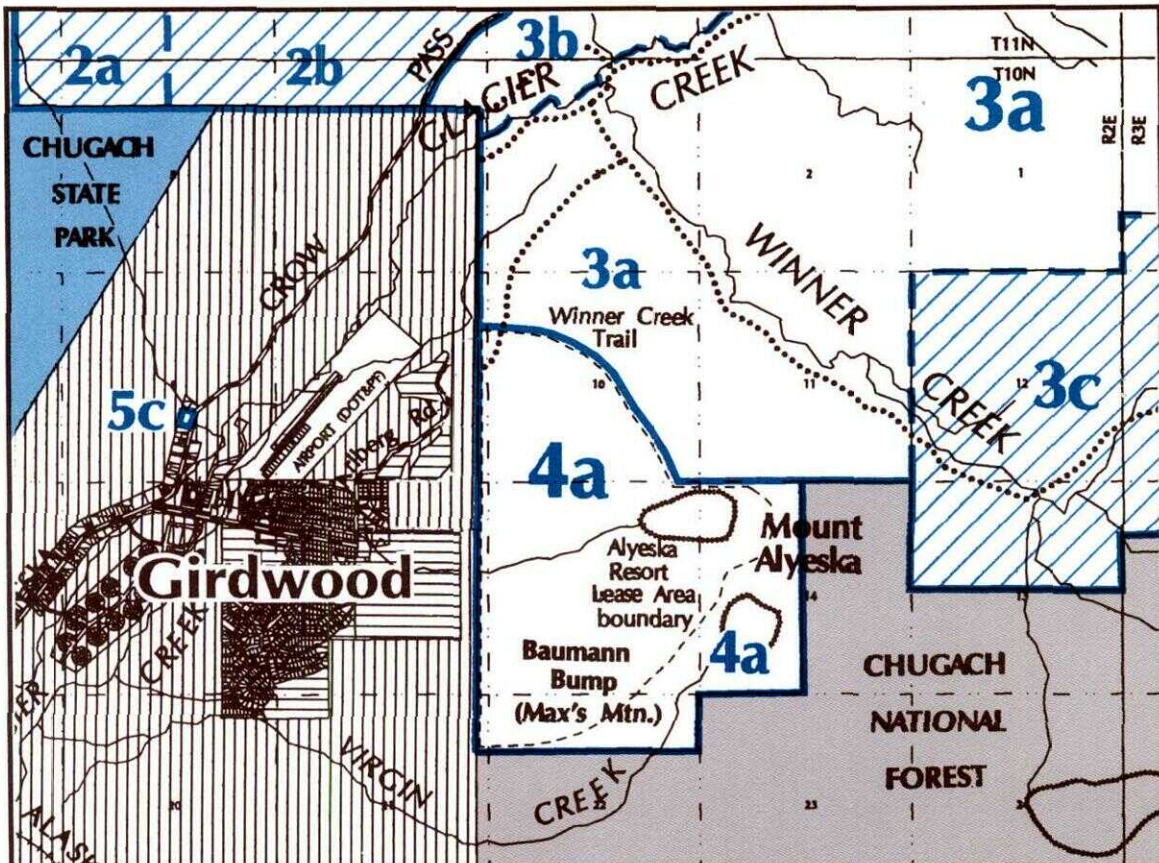 2a
2b
3b
PASS
GLACIER
CREEK
T11N
T10N
3a
R2E
R3E
CHUGACH
STATE
PARK
2
1
CROW
3a
Winner Creek
Trail
WINNER
CREEK
10
11
12
3c
5c
AIRPORT (DOT&PF)
Rd
4a
Mount
Alyeska
Alyeska
Resort
Lease Area
boundary
14
13
Girdwood
CREEK
4a
Baumann
Bump
(Max's Mtn.)
CHUGACH
NATIONAL
FOREST
VIRGIN
CREEK
20
23